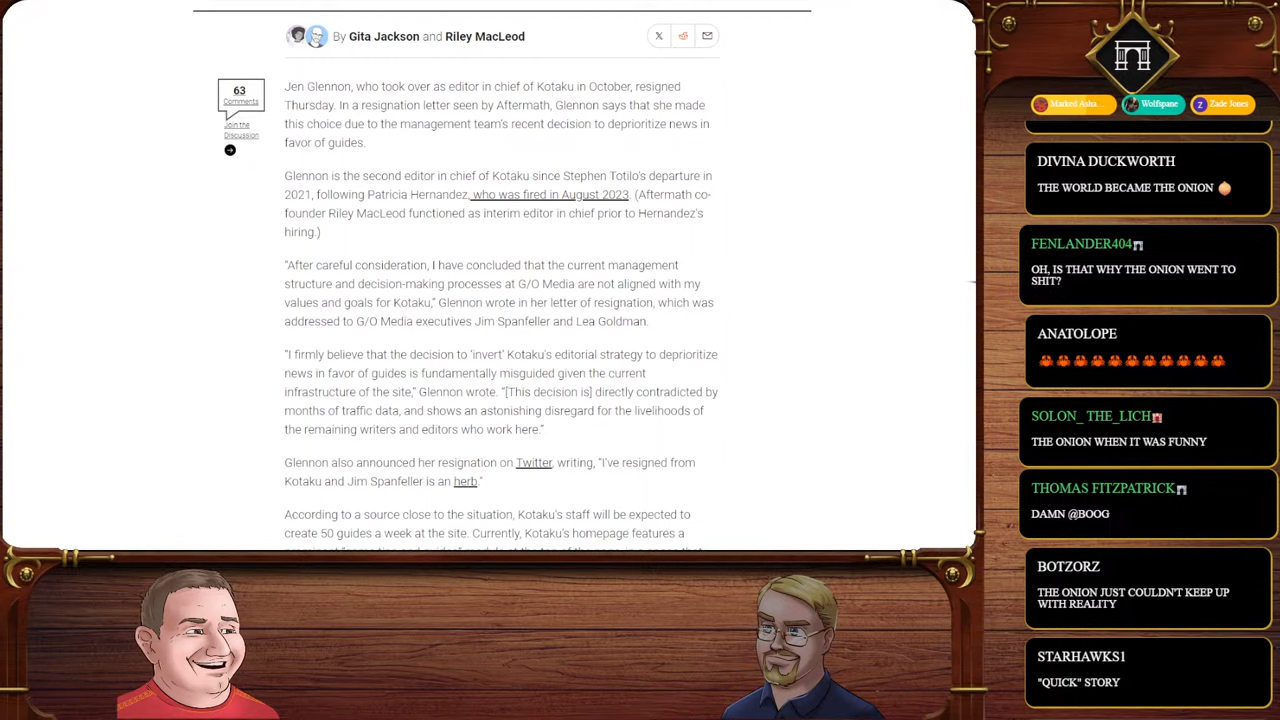 By Gita Jackson and Riley MacLeod
63
Comments
Join the
Discussion
Jen Glennon, who took over as editor in chief of Kotaku in October, resigned
Thursday. In a resignation letter seen by Aftermath, Glennon says that she made
this choice due to the management team's recent decision to deprioritize news in
favor of guides.
Glennon is the second editor in chief of Kotaku since Stephen Totilo's departure in
2021, following Patricia Hernandez, who was fired in August 2023. (Aftermath co-
founder Riley MacLeod functioned as interim editor in chief prior to Hernandez's
hiring.)
"After careful consideration, I have concluded that the current management
structure and decision-making processes at G/O Media are not aligned with my
values and goals for Kotaku," Glennon wrote in her letter of resignation, which was
addressed to G/O Media executives Jim Spanfeller and Lea Goldman.
"I firmly believe that the decision to 'invert' Kotaku's editorial strategy to deprioritize
news in favor of guides is fundamentally misguided given the current
infrastructure of the site," Glennon wrote. "[This decision is] directly contradicted by
months of traffic data, and shows an astonishing disregard for the livelihoods of
the remaining writers and editors who work here."
Glennon also announced her resignation on Twitter, writing, "I've resigned from
Kotaku and Jim Spanfeller is an herb."
According to a source close to the situation, Kotaku's staff will be expected to
create 50 guides a week at the site. Currently, Kotaku's homepage features a
Marked Asha...
Wolfspane
Z
Zade Jones
DIVINA DUCKWORTH
THE WORLD BECAME THE ONION
FENLANDER404
OH, IS THAT WHY THE ONION WENT TO
SHIT?
ANATOLOPE
SOLON_ THE_LICH
THE ONION WHEN IT WAS FUNNY
THOMAS FITZPATRICK
DAMN @BOOG
BOTZORZ
THE ONION JUST COULDN'T KEEP UP
WITH REALITY
STARHAWKS1
"QUICK" STORY